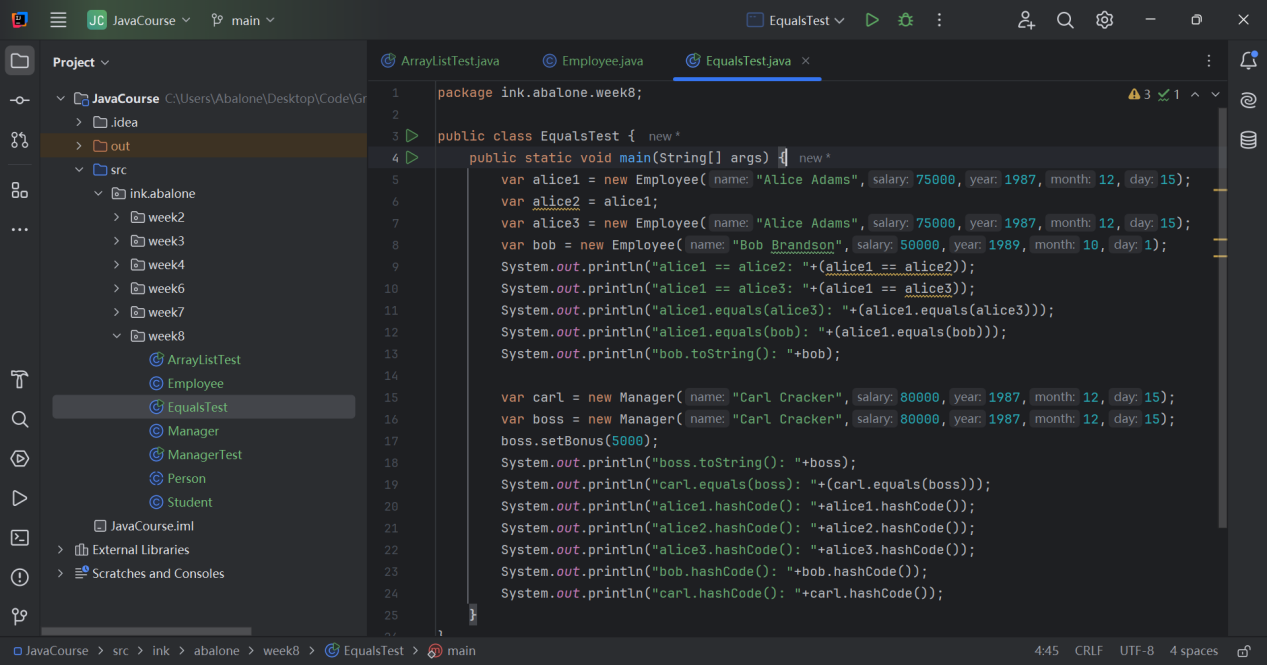 JC JavaCourse main EqualsTest
Project
JavaCourse C:\Users\Abalone\Desktop\Code\Gr
.idea
out
src
ink.abalone
week2
week3
week4
week6
week7
week8
ArrayListTest
Employee
EqualsTest
Manager
ManagerTest
Person
Student
JavaCourse.iml
External Libraries
Scratches and Consoles
ArrayListTest.java Employee.java EqualsTest.java
3 1
1 package ink.abalone.week8;
2
3 public class EqualsTest { new *
4 public static void main(String[] args) { new *
5 var alice1 = new Employee( name: "Alice Adams", salary: 75000, year: 1987, month: 12, day: 15);
6 var alice2 = alice1;
7 var alice3 = new Employee( name: "Alice Adams", salary: 75000, year: 1987, month: 12, day: 15);
8 var bob = new Employee( name: "Bob Brandson", salary: 50000, year: 1989, month: 10, day: 1);
9 System.out.println("alice1 == alice2: "+(alice1 == alice2));
10 System.out.println("alice1 == alice3: "+(alice1 == alice3));
11 System.out.println("alice1.equals(alice3): "+(alice1.equals(alice3)));
12 System.out.println("alice1.equals(bob): "+(alice1.equals(bob)));
13 System.out.println("bob.toString(): "+bob);
14
15 var carl = new Manager( name: "Carl Cracker", salary: 80000, year: 1987, month: 12, day: 15);
16 var boss = new Manager( name: "Carl Cracker", salary: 80000, year: 1987, month: 12, day: 15);
17 boss.setBonus(5000);
18 System.out.println("boss.toString(): "+boss);
19 System.out.println("carl.equals(boss): "+(carl.equals(boss)));
20 System.out.println("alice1.hashCode(): "+alice1.hashCode());
21 System.out.println("alice2.hashCode(): "+alice2.hashCode());
22 System.out.println("alice3.hashCode(): "+alice3.hashCode());
23 System.out.println("bob.hashCode(): "+bob.hashCode());
24 System.out.println("carl.hashCode(): "+carl.hashCode());
25 }
JavaCourse > src > ink > abalone > week8 > EqualsTest > main 4:45 CRLF UTF-8 4 spaces